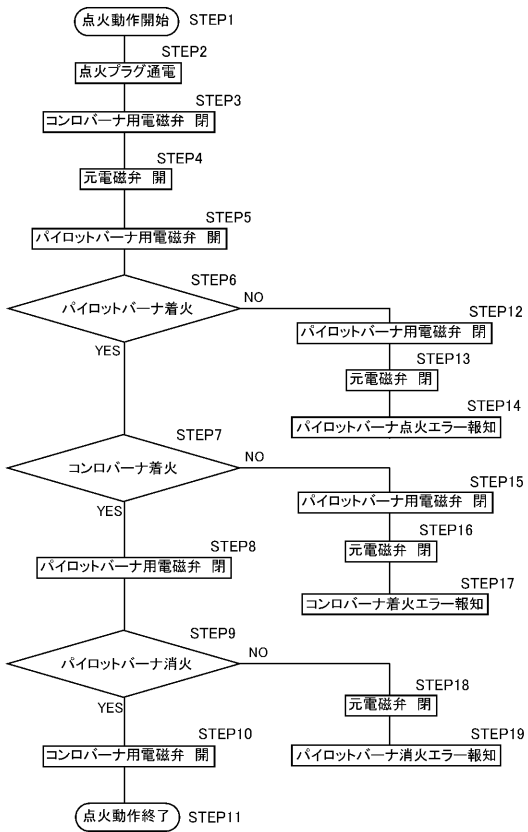 点火動作開始 STEP1
STEP2
点火プラグ通電
STEP3
コンロバーナ用電磁弁 閉
STEP4
元電磁弁 開
STEP5
パイロットバーナ用電磁弁 開
STEP6
パイロットバーナ着火
NO
YES
STEP12
パイロットバーナ用電磁弁 閉
STEP13
元電磁弁 閉
STEP14
パイロットバーナ点火エラー報知
STEP7
コンロバーナ着火
NO
YES
STEP15
パイロットバーナ用電磁弁 閉
STEP16
元電磁弁 閉
STEP17
コンロバーナ着火エラー報知
STEP8
パイロットバーナ用電磁弁 閉
STEP9
パイロットバーナ消火
NO
YES
STEP18
元電磁弁 閉
STEP19
パイロットバーナ消火エラー報知
STEP10
コンロバーナ用電磁弁 開
点火動作終了 STEP11